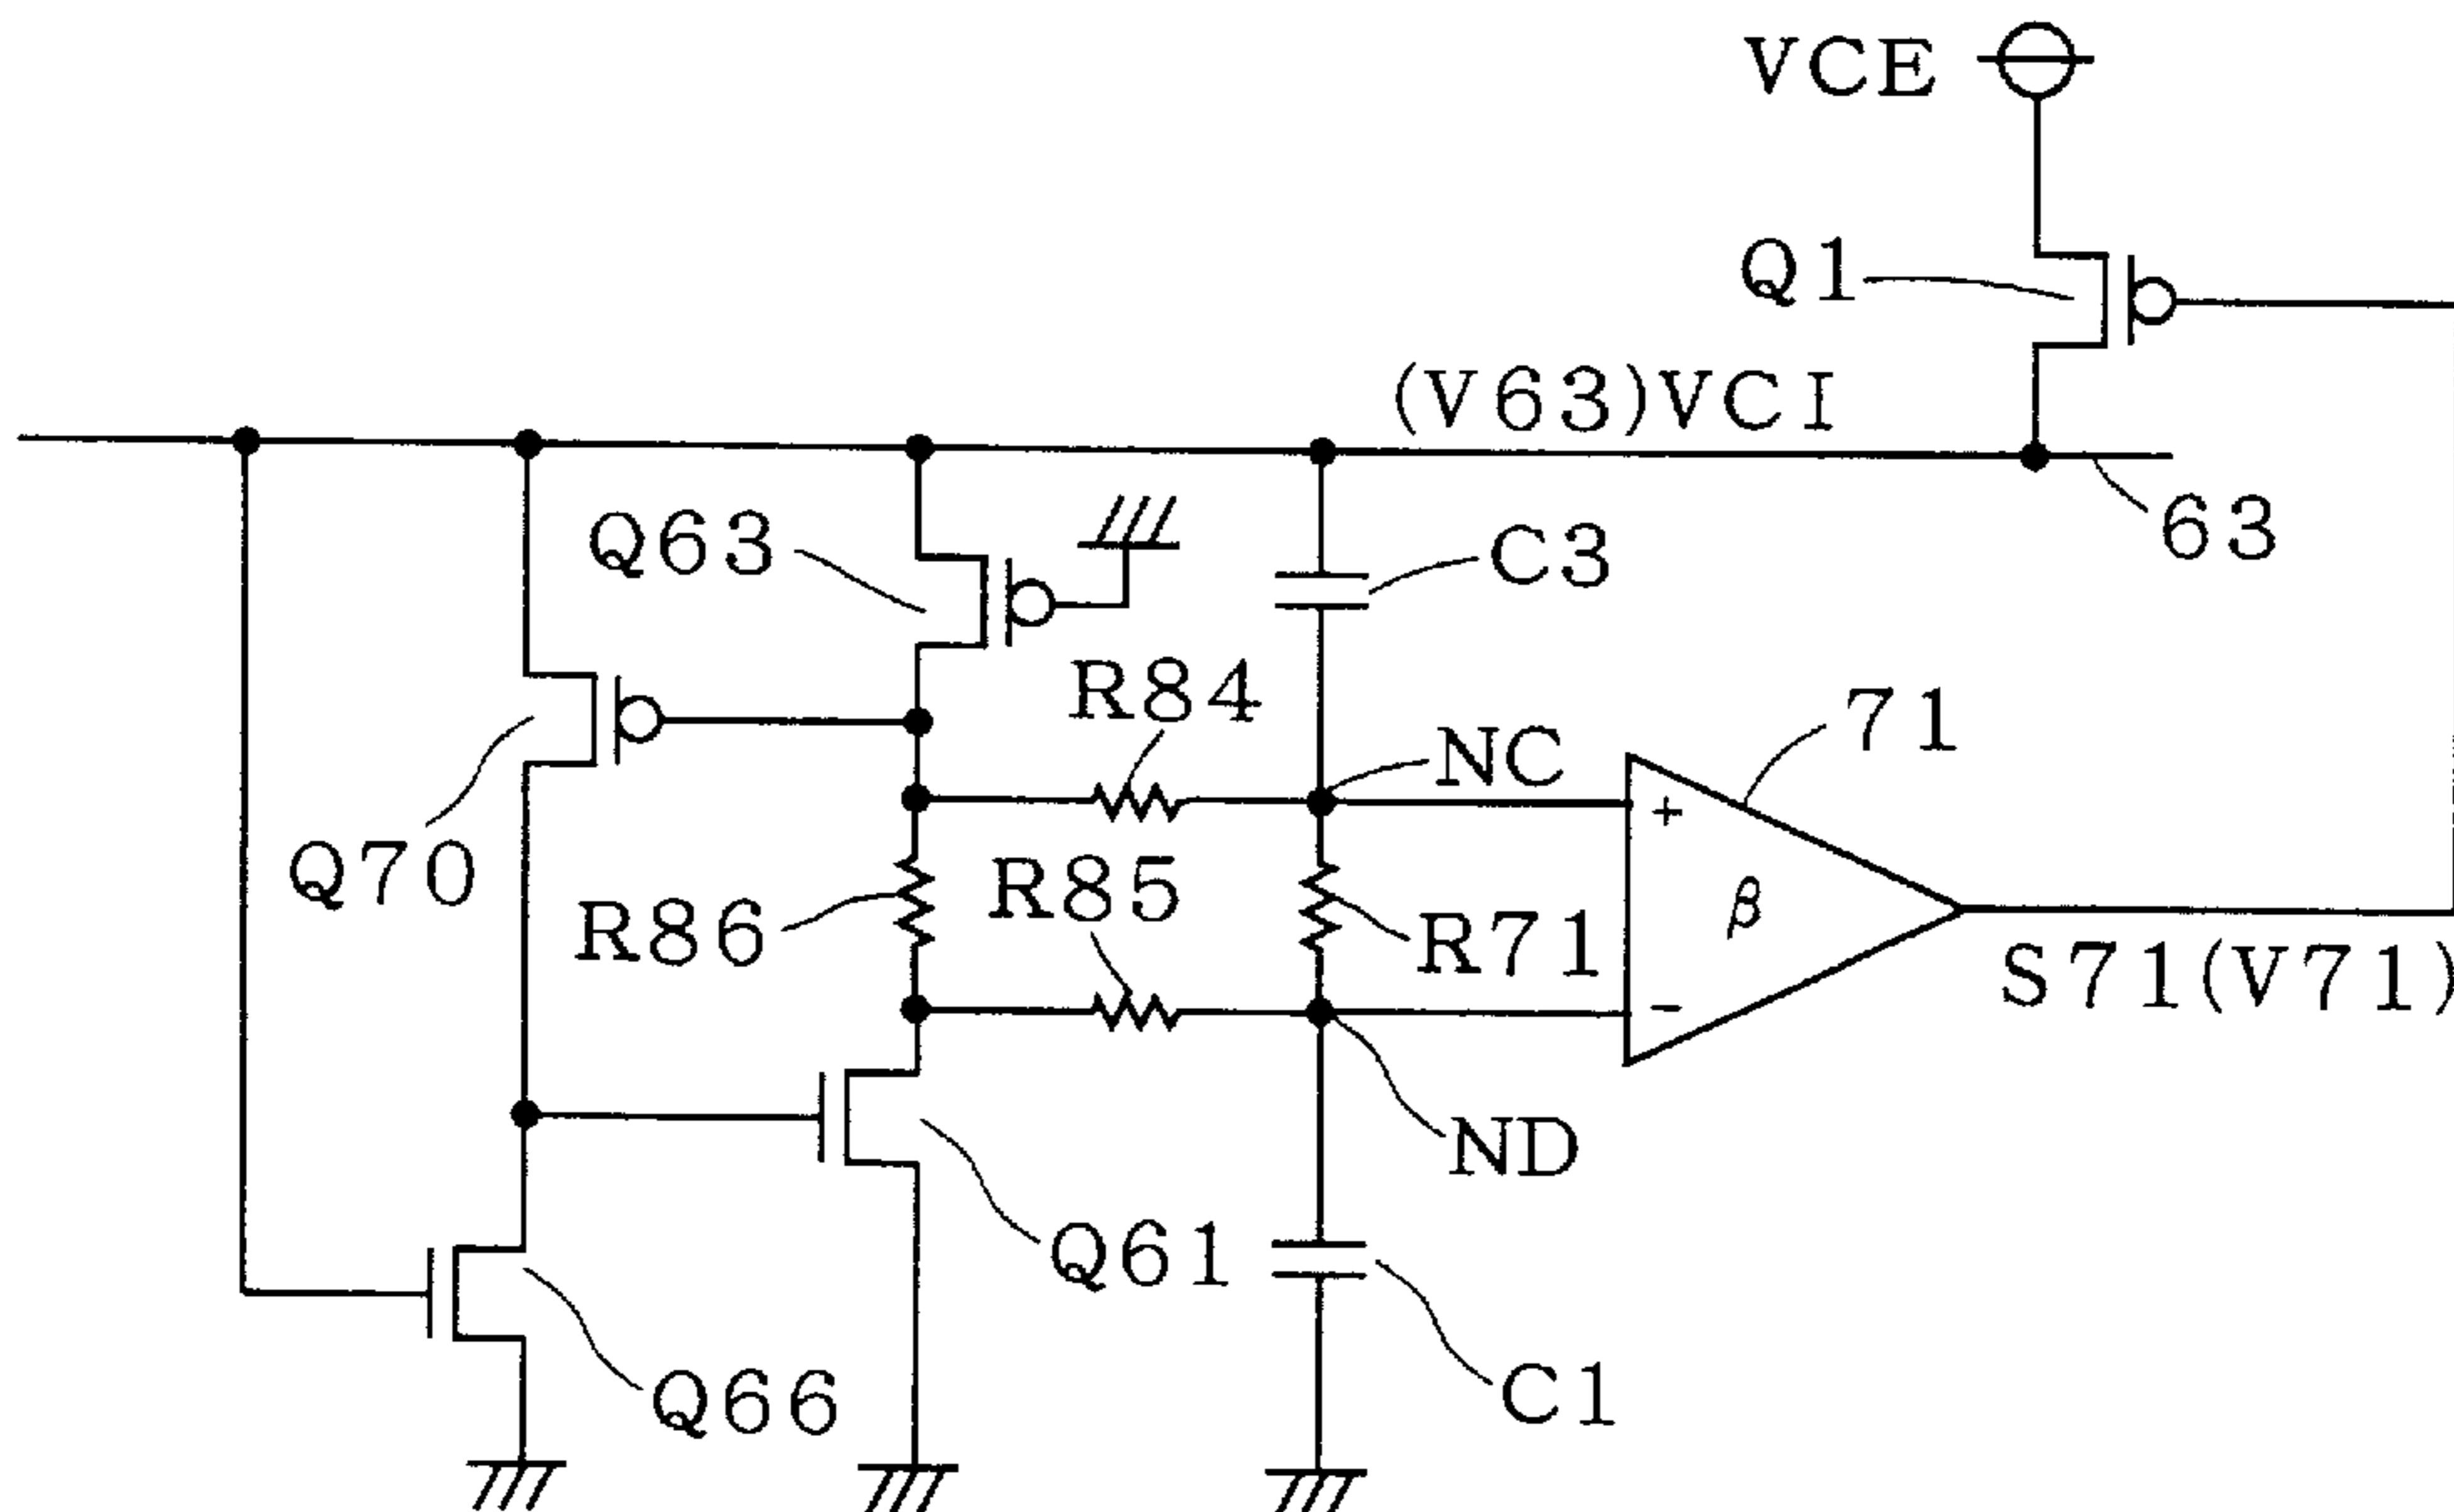 VCE
Q1
(V63)VCI
Q63
C3
63
R84
NC
71
Q70
+
R86
R85
R71
β
S71(V71)
−
ND
Q61
Q66
C1